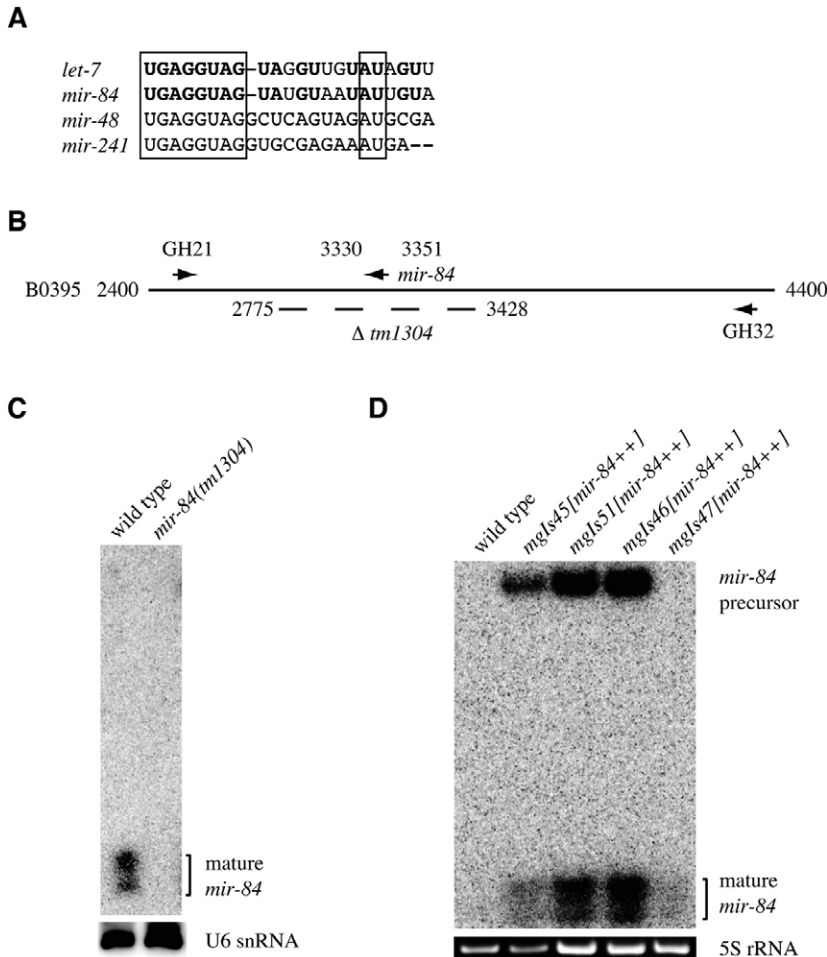 A
let-7 UGAGGUAG–UAGGUUGUAUAGUU
mir-84 UGAGGUAG–UAUGUAAUAUUGUA
mir-48 UGAGGUAGGCUCAGUAGAUGCGA
mir-241 UGAGGUAGGUGCGAGAAAUGA––
B
GH21 3330 3351
mir-84
B0395 2400 4400
2775 3428
Δ tm1304 GH32
C
wild type
mir-84(tm1304)
mature
mir-84
U6 snRNA
D
wild type
mgIs45[mir-84++]
mgIs51[mir-84++]
mgIs46[mir-84++]
mgIs47[mir-84++]
mir-84
precursor
mature
mir-84
5S rRNA